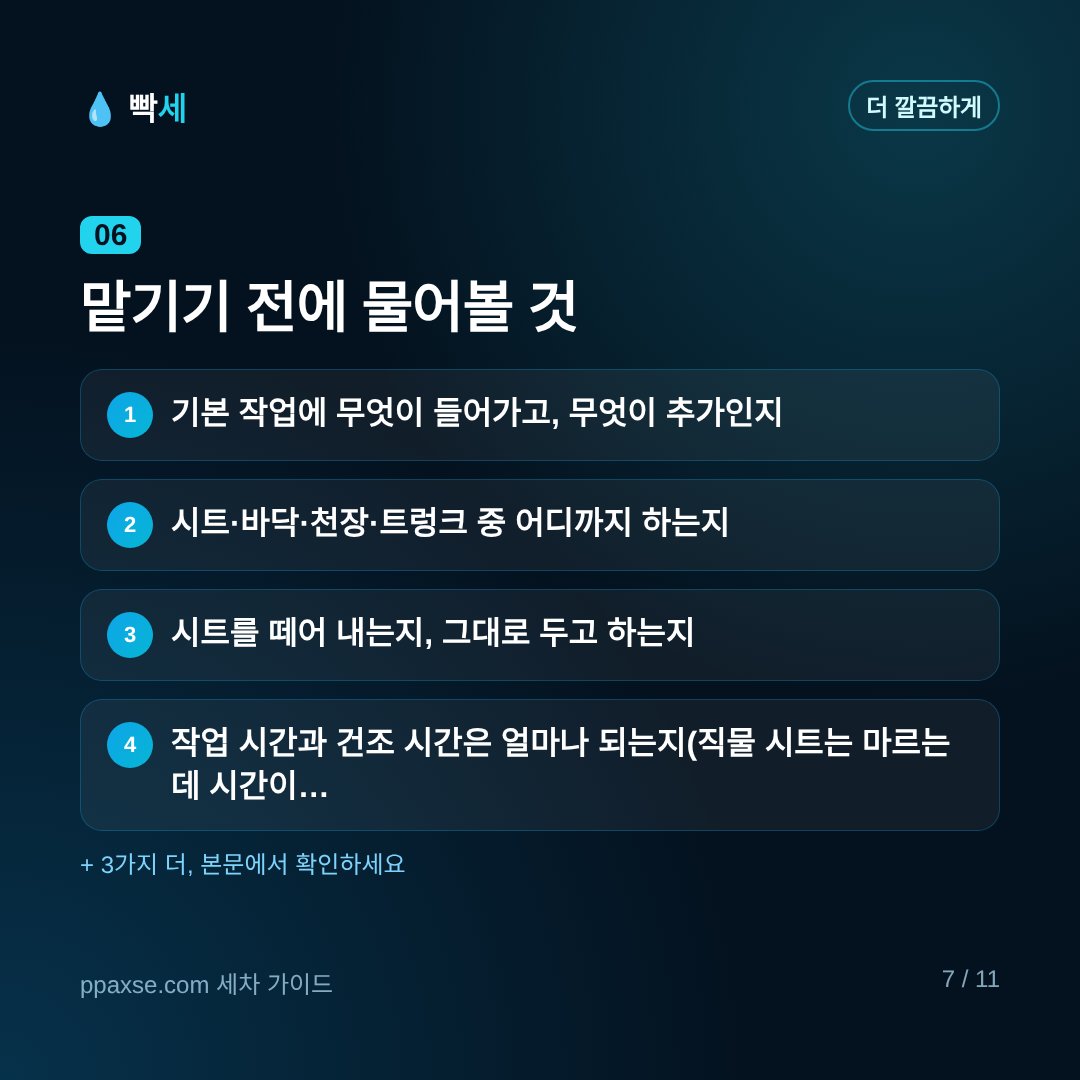 빡세
더 깔끔하게
06
맡기기 전에 물어볼 것
1 기본 작업에 무엇이 들어가고, 무엇이 추가인지
2 시트·바닥·천장·트렁크 중 어디까지 하는지
3 시트를 떼어 내는지, 그대로 두고 하는지
4 작업 시간과 건조 시간은 얼마나 되는지(직물 시트는 마르는
데 시간이…
+ 3가지 더, 본문에서 확인하세요
ppaxse.com 세차 가이드
7 / 11